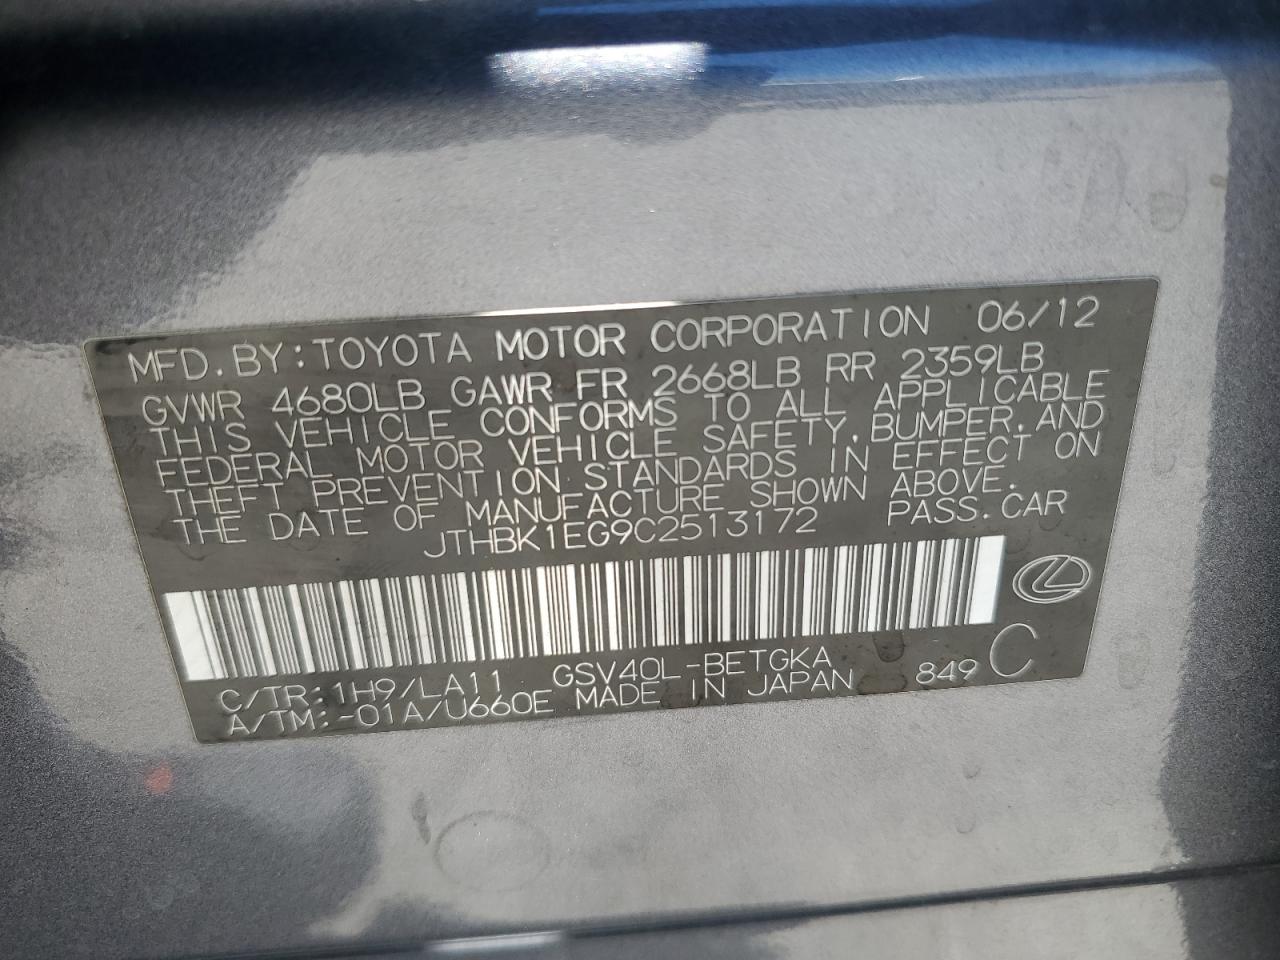 MFD. BY: TOYOTA MOTOR CORPORATION 06/12
GVWR 4680LB GAWR FR 2668LB RR 2359LB
THIS VEHICLE CONFORMS TO ALL APPLICABLE
FEDERAL MOTOR VEHICLE SAFETY, BUMPER, AND
THEFT PREVENTION STANDARDS IN EFFECT ON
THE DATE OF MANUFACTURE SHOWN ABOVE.
JTHBK1EG9C2513172 PASS. CAR
C/TR: 1H9/LA11 GSV40L-BETGKA
A/TM: -01A/U660E MADE IN JAPAN 849 C